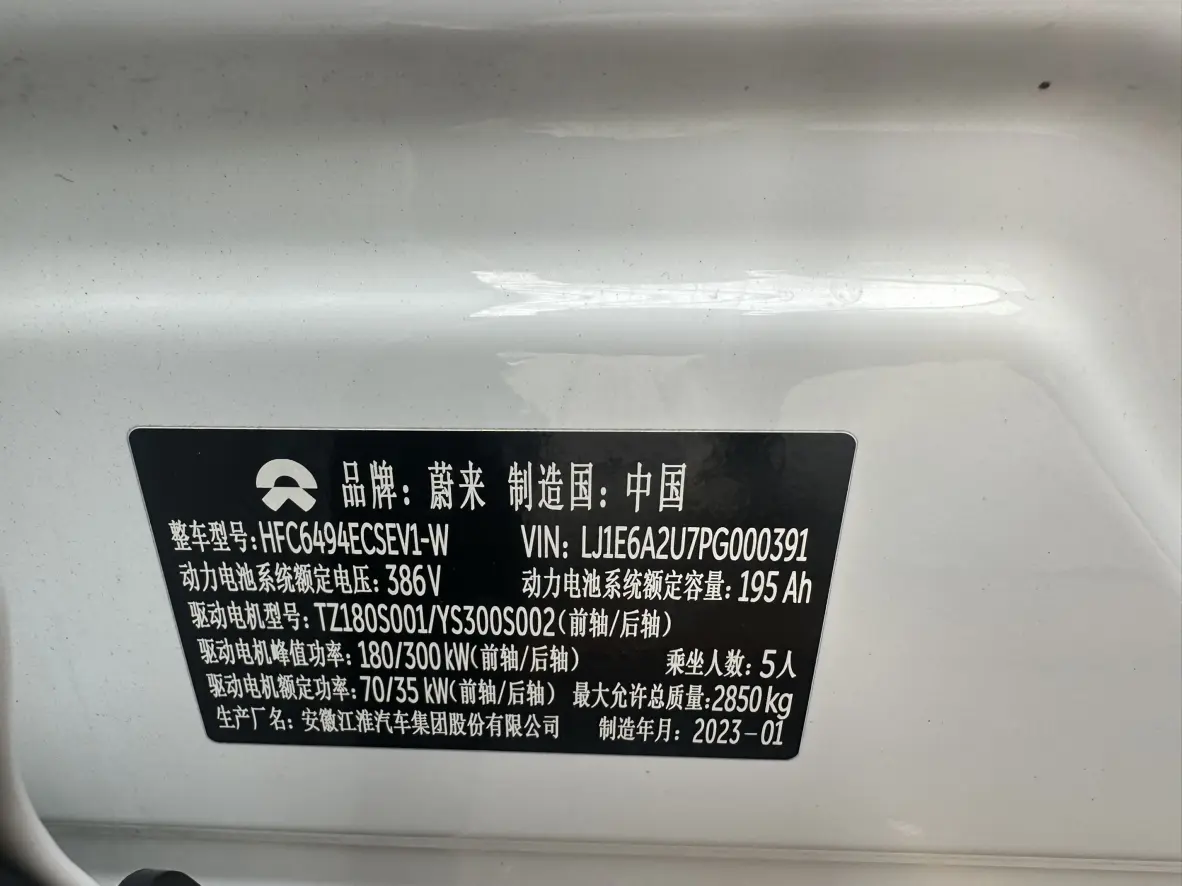 品牌：蔚来 制造国：中国
整车型号：HFC6494ECSEV1-W VIN：LJ1E6A2U7PG000391
动力电池系统额定电压：386V 动力电池系统额定容量：195 Ah
驱动电机型号：TZ180S001/YS300S002(前轴/后轴)
驱动电机峰值功率：180/300 kW(前轴/后轴) 乘坐人数：5人
驱动电机额定功率：70/35 kW(前轴/后轴) 最大允许总质量：2850 kg
生产厂名：安徽江淮汽车集团股份有限公司 制造年月：2023-01